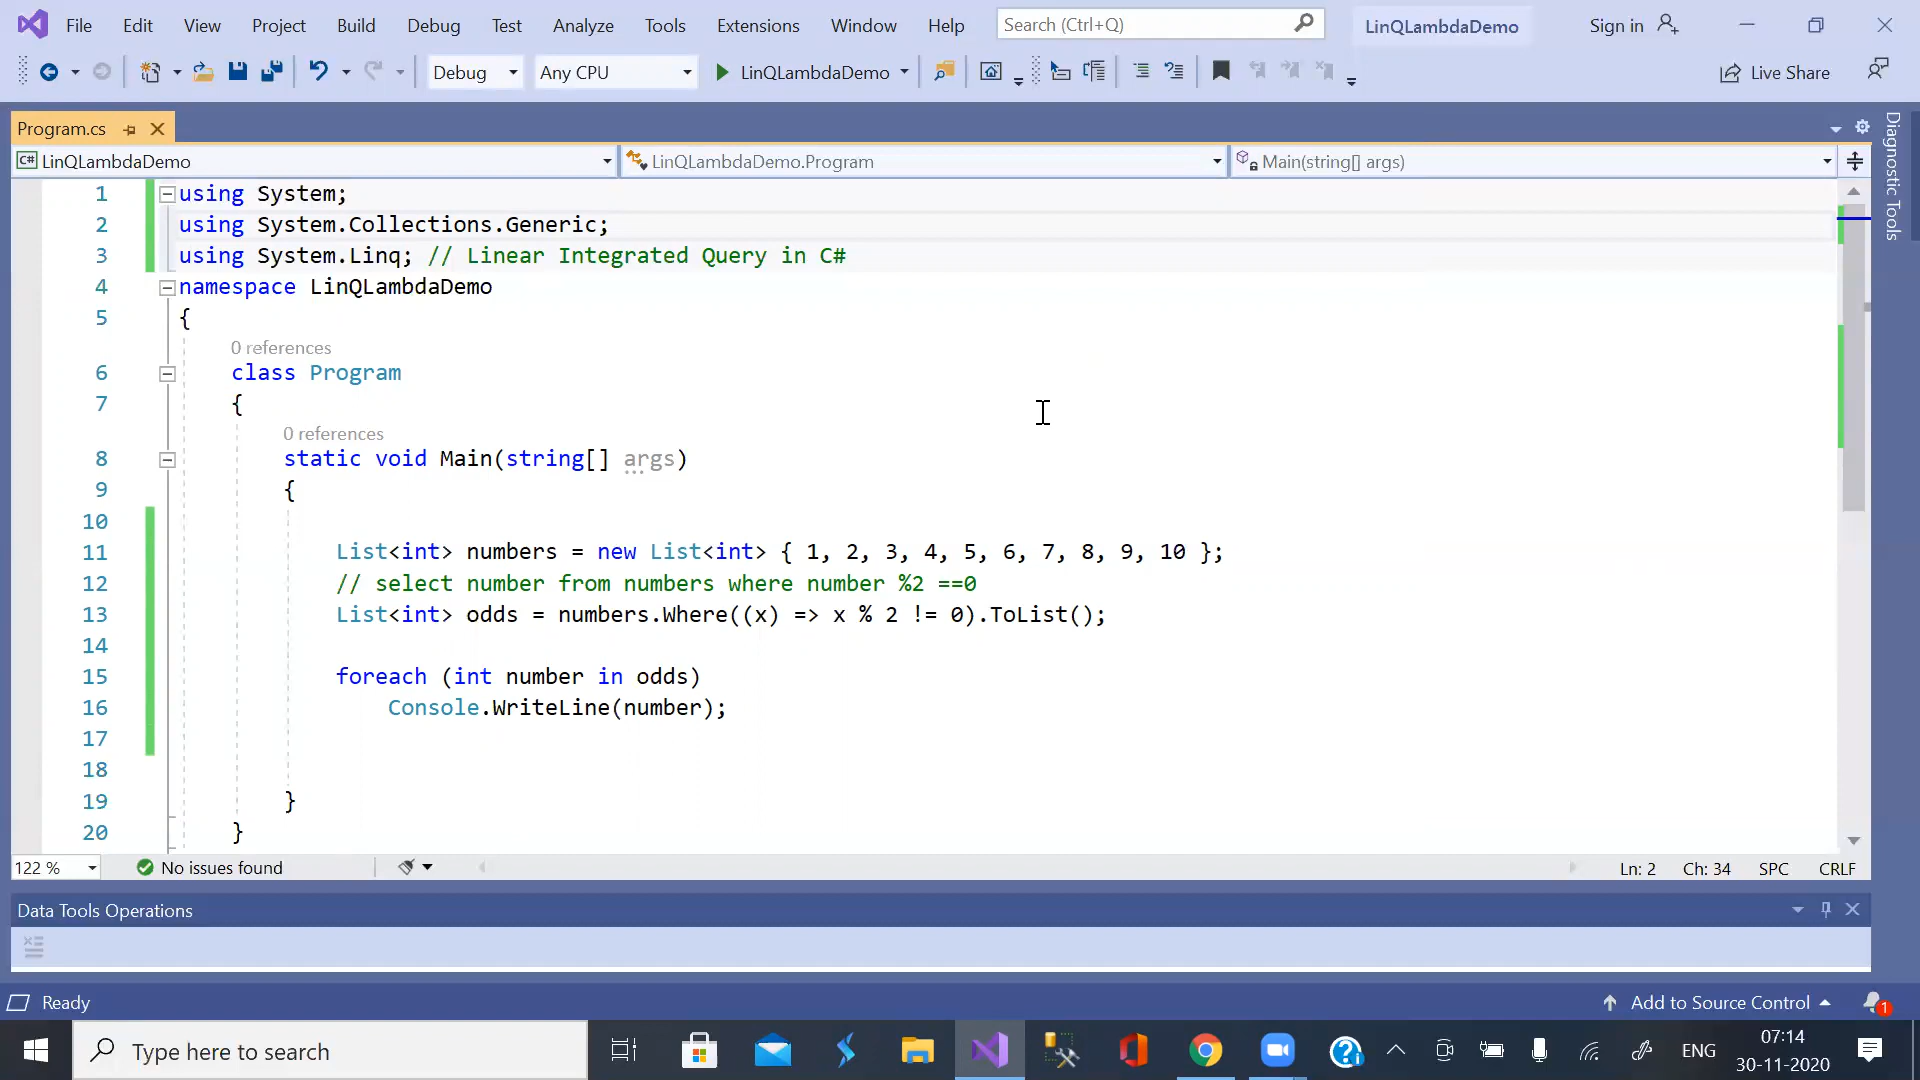 File Edit View Project Build Debug Test Analyze Tools Extensions Window Help Search (Ctrl+Q) LinQLambdaDemo Sign in
Debug Any CPU LinQLambdaDemo Live Share
Program.cs
C# LinQLambdaDemo LinQLambdaDemo.Program Main(string[] args)
Diagnostic Tools
1 using System;
2 using System.Collections.Generic;
3 using System.Linq; // Linear Integrated Query in C#
4 namespace LinQLambdaDemo
5 {
0 references
6 class Program
7 {
0 references
8 static void Main(string[] args)
9 {
10
11 List<int> numbers = new List<int> { 1, 2, 3, 4, 5, 6, 7, 8, 9, 10 };
12 // select number from numbers where number %2 ==0
13 List<int> odds = numbers.Where((x) => x % 2 != 0).ToList();
14
15 foreach (int number in odds)
16 Console.WriteLine(number);
17
18
19 }
20 }
122 % No issues found Ln: 2 Ch: 34 SPC CRLF
Data Tools Operations
Ready Add to Source Control 1
Type here to search ENG 07:14
30-11-2020